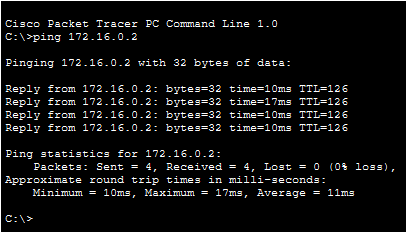 Cisco Packet Tracer PC Command Line 1.0
C:\>ping 172.16.0.2
Pinging 172.16.0.2 with 32 bytes of data:
Reply from 172.16.0.2: bytes=32 time=10ms TTL=126
Reply from 172.16.0.2: bytes=32 time=17ms TTL=126
Reply from 172.16.0.2: bytes=32 time=10ms TTL=126
Reply from 172.16.0.2: bytes=32 time=10ms TTL=126
Ping statistics for 172.16.0.2:
    Packets: Sent = 4, Received = 4, Lost = 0 (0% loss),
Approximate round trip times in milli-seconds:
    Minimum = 10ms, Maximum = 17ms, Average = 11ms
C:\>